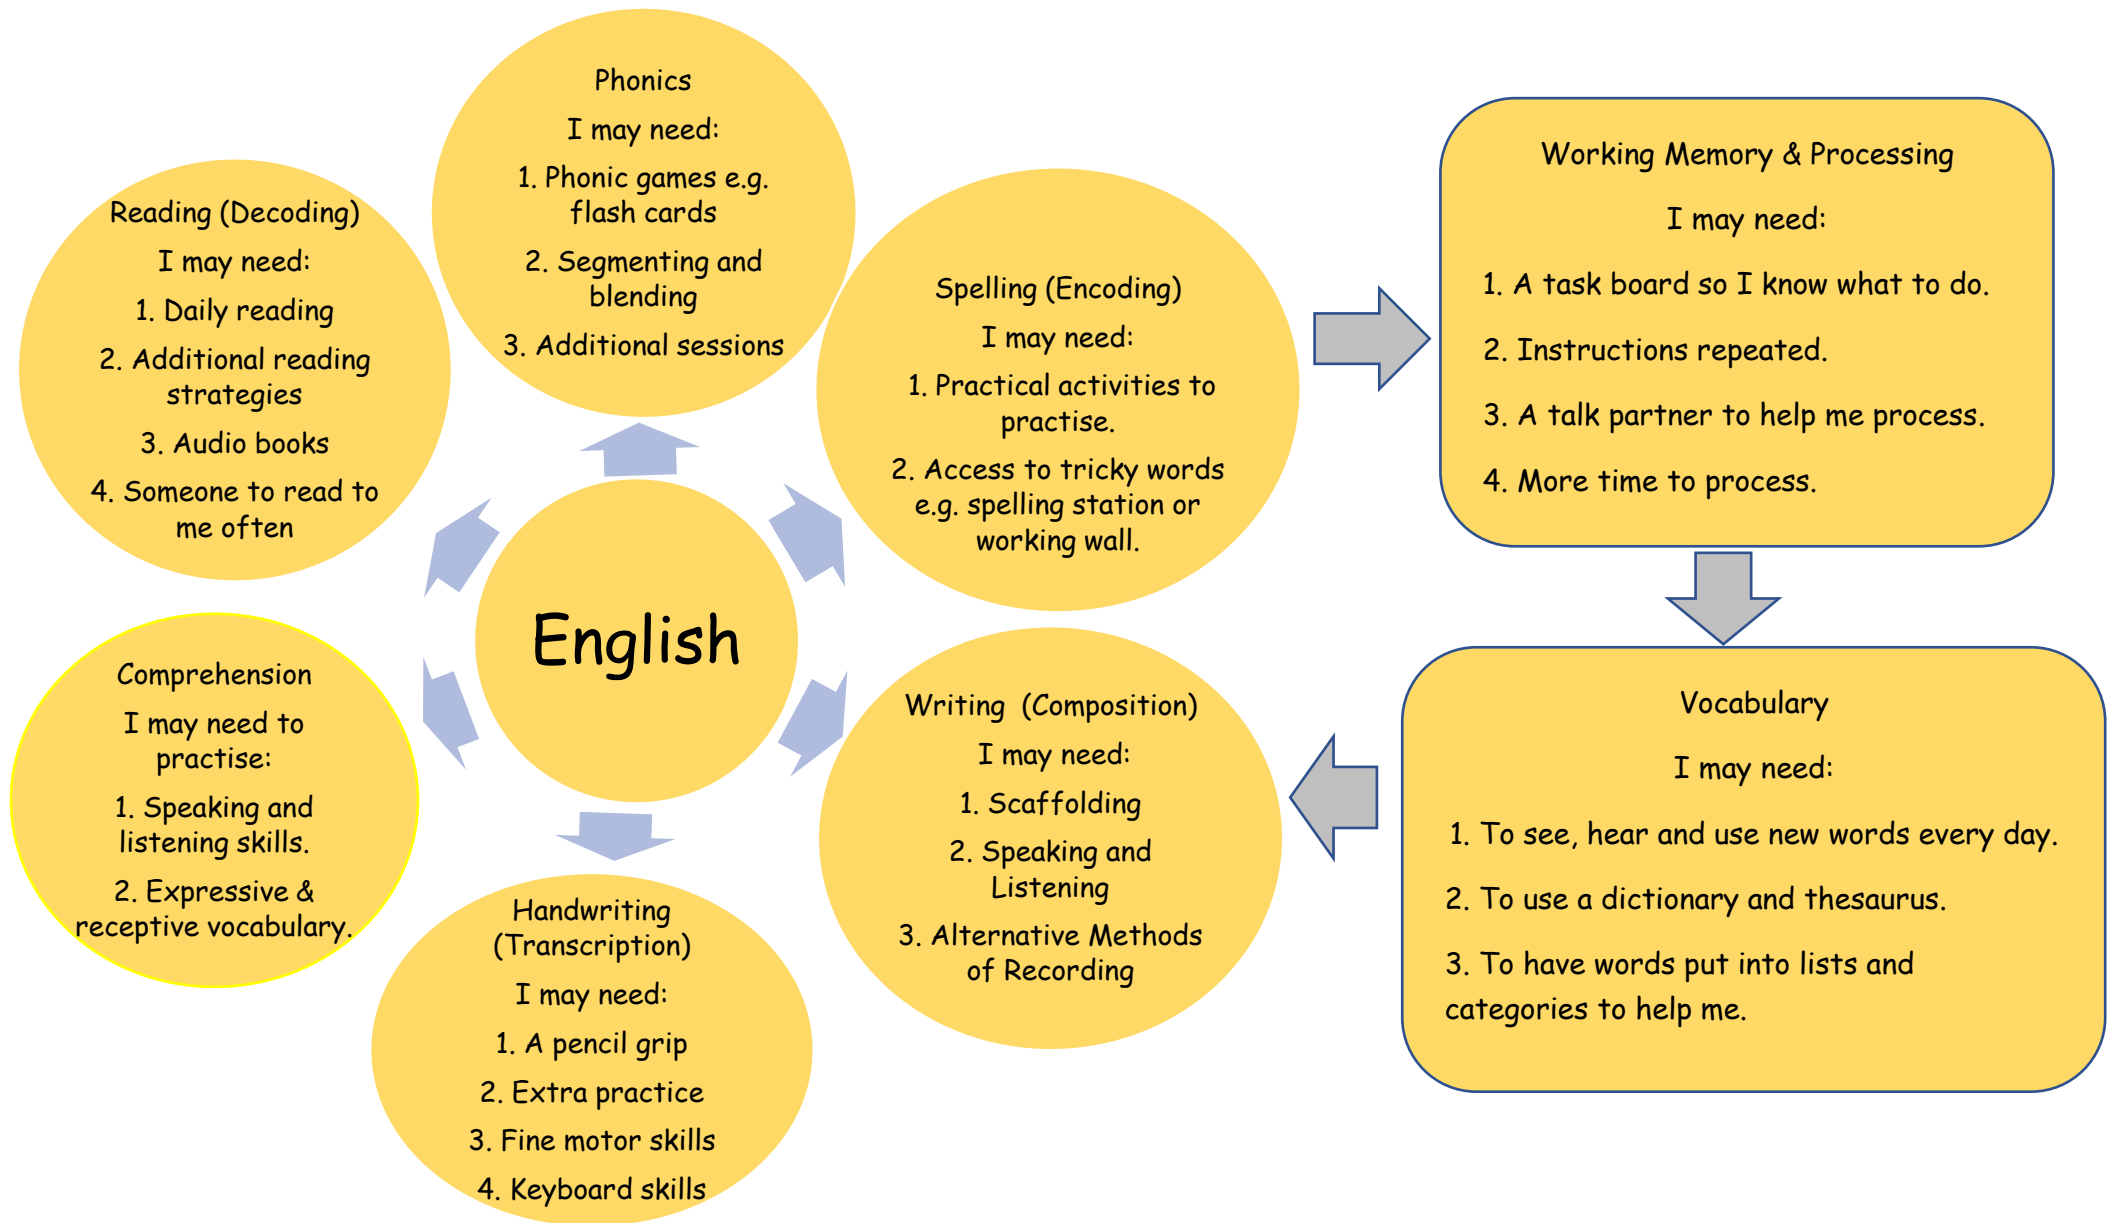 Phonics
I may need:
1. Phonic games e.g.
flash cards
2. Segmenting and
blending
3. Additional sessions
Reading (Decoding)
I may need:
1. Daily reading
2. Additional reading
strategies
3. Audio books
4. Someone to read to
me often
Spelling (Encoding)
I may need:
1. Practical activities to
practise.
2. Access to tricky words
e.g. spelling station or
working wall.
Working Memory & Processing
I may need:
1. A task board so I know what to do.
2. Instructions repeated.
3. A talk partner to help me process.
4. More time to process.
English
Comprehension
I may need to
practise:
1. Speaking and
listening skills.
2. Expressive &
receptive vocabulary.
Writing (Composition)
I may need:
1. Scaffolding
2. Speaking and
Listening
3. Alternative Methods
of Recording
Vocabulary
I may need:
1. To see, hear and use new words every day.
2. To use a dictionary and thesaurus.
3. To have words put into lists and
categories to help me.
Handwriting
(Transcription)
I may need:
1. A pencil grip
2. Extra practice
3. Fine motor skills
4. Keyboard skills